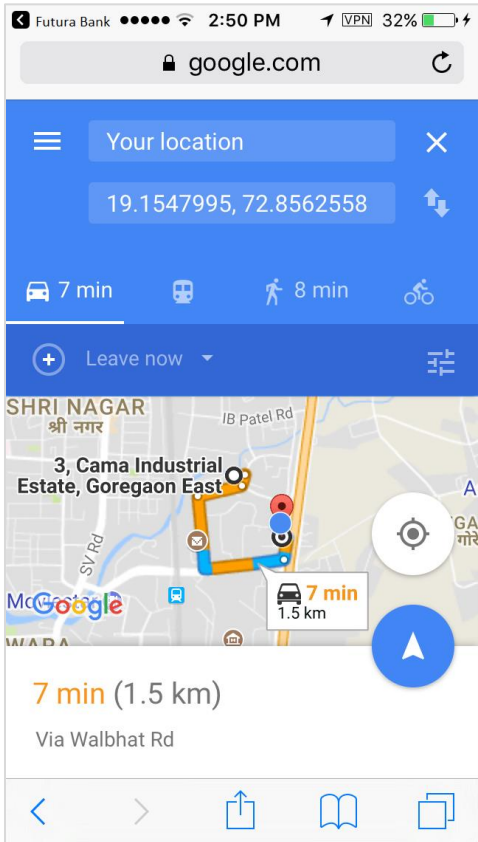 Futura Bank 2:50 PM VPN 32%
google.com
Your location
19.1547995, 72.8562558
7 min 8 min
Leave now
SHRI NAGAR
श्री नगर
IB Patel Rd
3, Cama Industrial
Estate, Goregaon East
A
GA
गोरे
SV Rd
Google
7 min
1.5 km
WARA
7 min (1.5 km)
Via Walbhat Rd